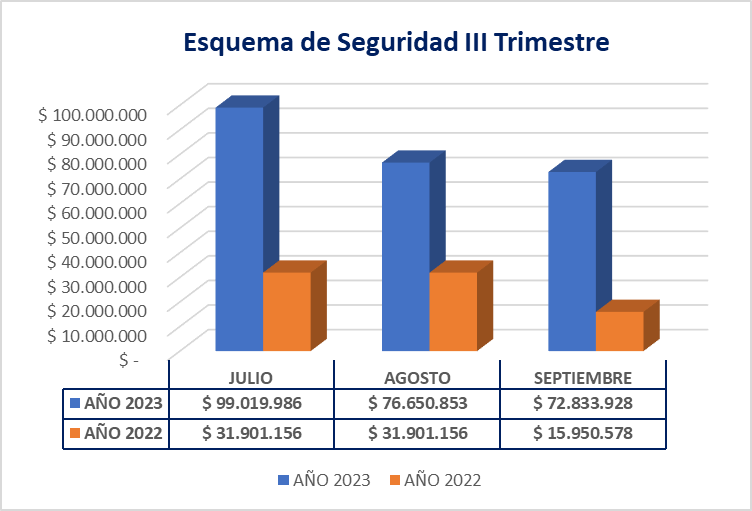 Esquema de Seguridad III Trimestre
$ 100.000.000
$ 90.000.000
$ 80.000.000
$ 70.000.000
$ 60.000.000
$ 50.000.000
$ 40.000.000
$ 30.000.000
$ 20.000.000
$ 10.000.000
$ -
JULIO AGOSTO SEPTIEMBRE
AÑO 2023 $ 99.019.986 $ 76.650.853 $ 72.833.928
AÑO 2022 $ 31.901.156 $ 31.901.156 $ 15.950.578
AÑO 2023 AÑO 2022